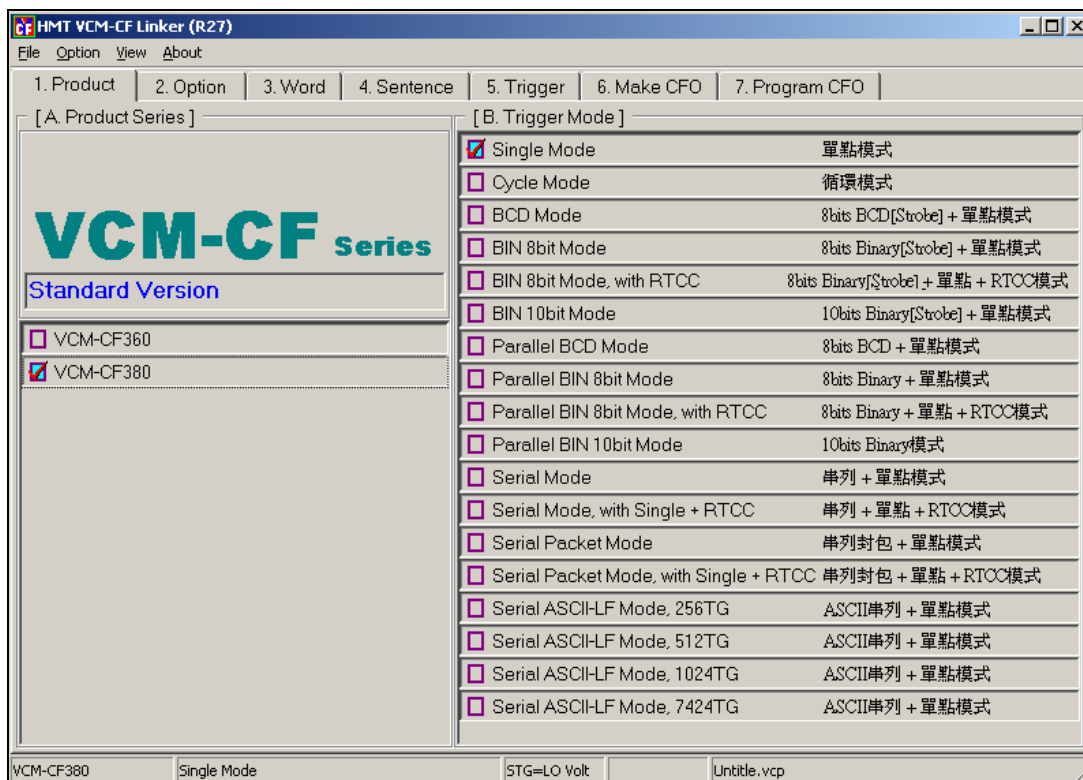 HMT VCM-CF Linker (R27)
File Option View About
1. Product 2. Option 3. Word 4. Sentence 5. Trigger 6. Make CFO 7. Program CFO
[ A. Product Series ]
VCM-CF Series
Standard Version
VCM-CF360
VCM-CF380
[ B. Trigger Mode ]
Single Mode 單點模式
Cycle Mode 循環模式
BCD Mode 8bits BCD[Strobe] + 單點模式
BIN 8bit Mode 8bits Binary[Strobe] + 單點模式
BIN 8bit Mode, with RTCC 8bits Binary[Strobe] + 單點 + RTCC模式
BIN 10bit Mode 10bits Binary[Strobe] + 單點模式
Parallel BCD Mode 8bits BCD + 單點模式
Parallel BIN 8bit Mode 8bits Binary + 單點模式
Parallel BIN 8bit Mode, with RTCC 8bits Binary + 單點 + RTCC模式
Parallel BIN 10bit Mode 10bits Binary模式
Serial Mode 串列 + 單點模式
Serial Mode, with Single + RTCC 串列 + 單點 + RTCC模式
Serial Packet Mode 串列封包 + 單點模式
Serial Packet Mode, with Single + RTCC 串列封包 + 單點 + RTCC模式
Serial ASCII-LF Mode, 256TG ASCII串列 + 單點模式
Serial ASCII-LF Mode, 512TG ASCII串列 + 單點模式
Serial ASCII-LF Mode, 1024TG ASCII串列 + 單點模式
Serial ASCII-LF Mode, 7424TG ASCII串列 + 單點模式
VCM-CF380 Single Mode STG=LO Volt Untitle.vcp